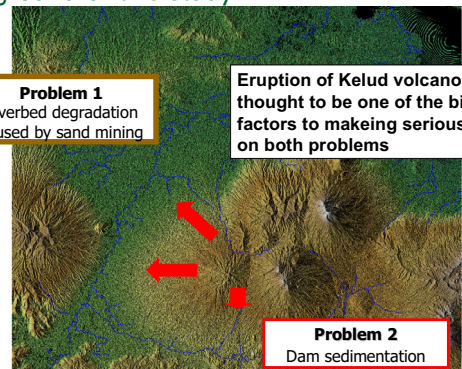 Problem 1
verbed degradation
used by sand mining
Eruption of Kelud volcano
thought to be one of the bi
factors to makeing serious
on both problems
Problem 2
Dam sedimentation